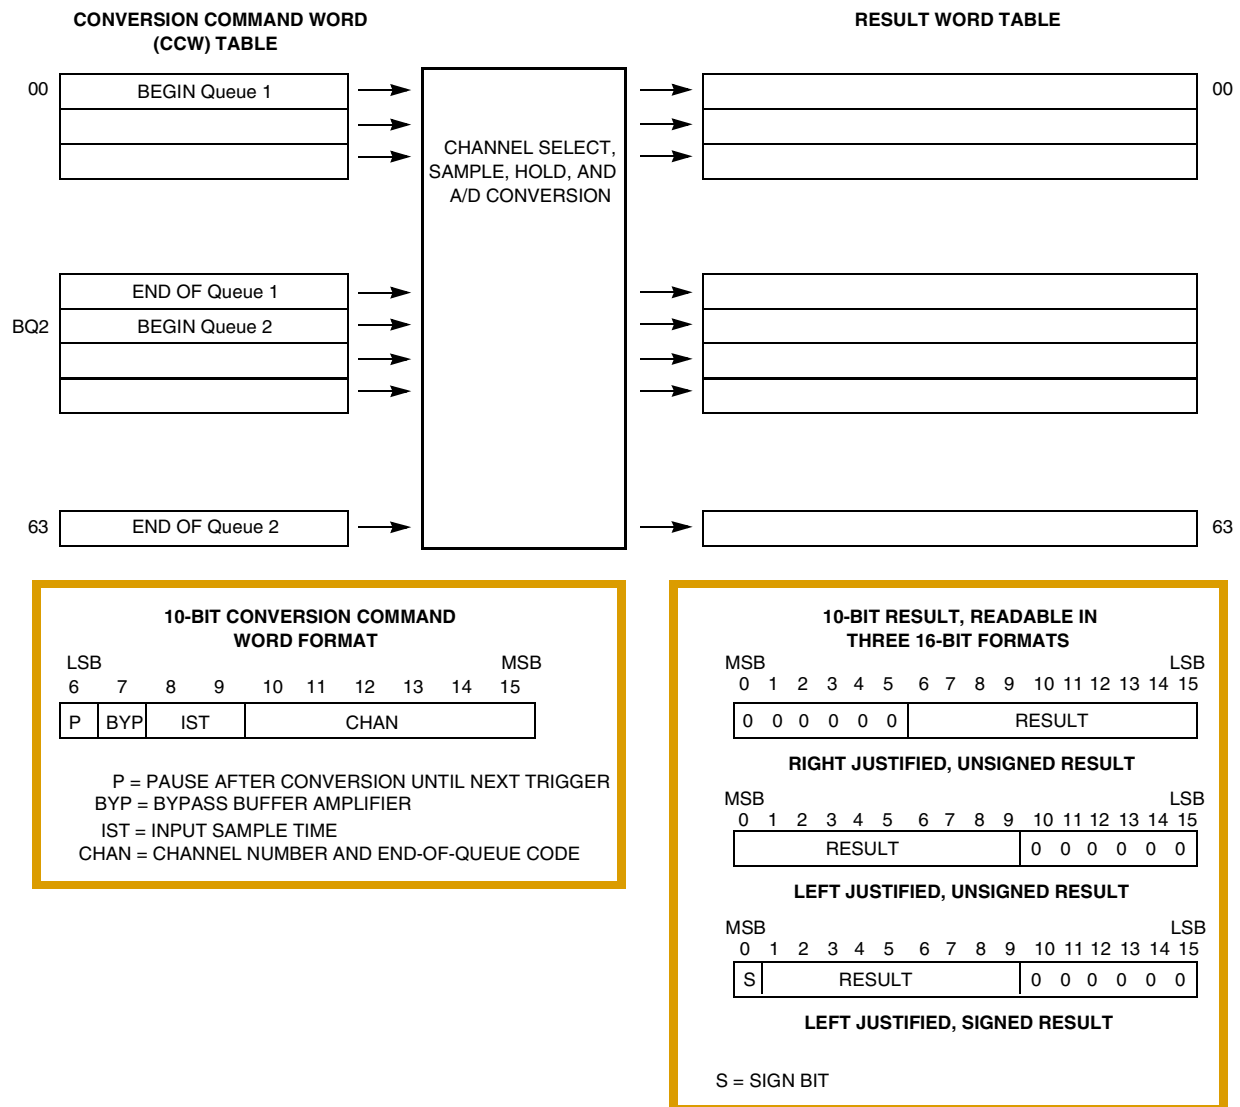 CONVERSION COMMAND WORD
(CCW) TABLE
RESULT WORD TABLE
00 BEGIN Queue 1 00
CHANNEL SELECT,
SAMPLE, HOLD, AND
A/D CONVERSION
END OF Queue 1
BQ2 BEGIN Queue 2
63 END OF Queue 2 63
10-BIT CONVERSION COMMAND
WORD FORMAT
LSB MSB
6 7 8 9 10 11 12 13 14 15
P BYP IST CHAN
P = PAUSE AFTER CONVERSION UNTIL NEXT TRIGGER
BYP = BYPASS BUFFER AMPLIFIER
IST = INPUT SAMPLE TIME
CHAN = CHANNEL NUMBER AND END-OF-QUEUE CODE
10-BIT RESULT, READABLE IN
THREE 16-BIT FORMATS
MSB LSB
0 1 2 3 4 5 6 7 8 9 10 11 12 13 14 15
0 0 0 0 0 0 RESULT
RIGHT JUSTIFIED, UNSIGNED RESULT
MSB LSB
0 1 2 3 4 5 6 7 8 9 10 11 12 13 14 15
RESULT 0 0 0 0 0 0
LEFT JUSTIFIED, UNSIGNED RESULT
MSB LSB
0 1 2 3 4 5 6 7 8 9 10 11 12 13 14 15
S RESULT 0 0 0 0 0 0
LEFT JUSTIFIED, SIGNED RESULT
S = SIGN BIT